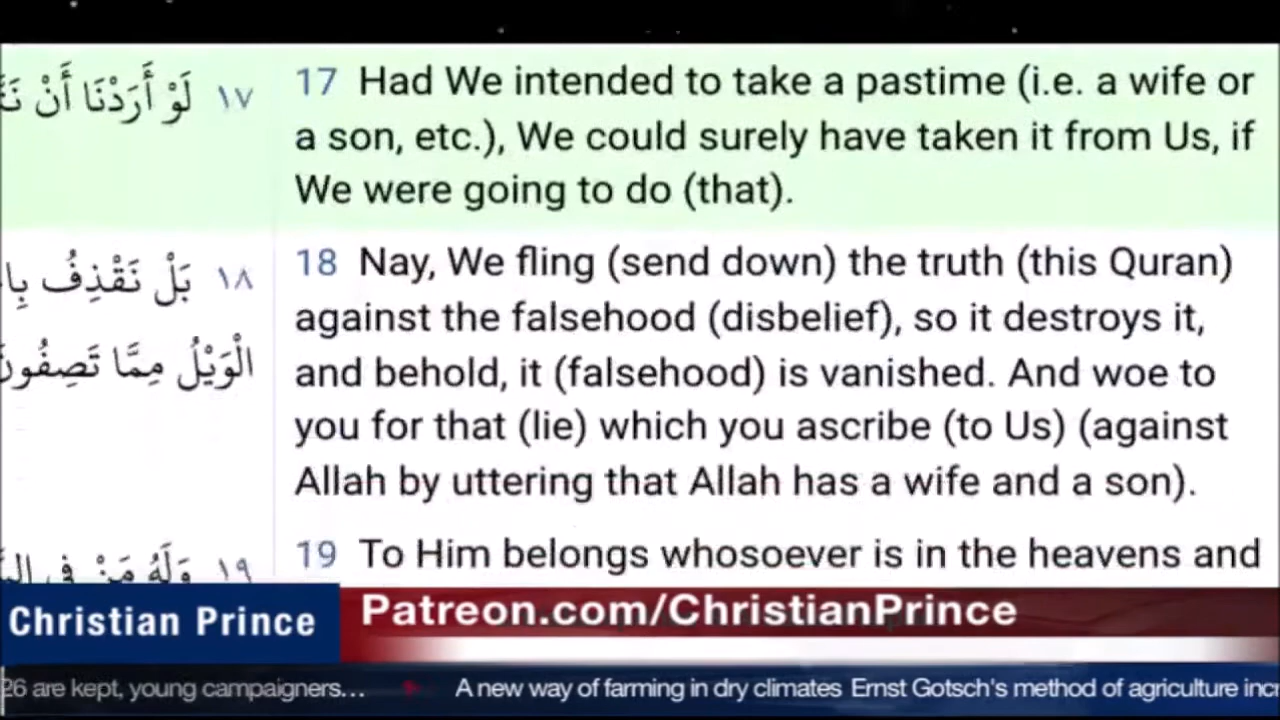 17 Had We intended to take a pastime (i.e. a wife or
a son, etc.), We could surely have taken it from Us, if
We were going to do (that).
١٧ لَوْ أَرَدْنَا أَنْ
18 Nay, We fling (send down) the truth (this Quran)
against the falsehood (disbelief), so it destroys it,
and behold, it (falsehood) is vanished. And woe to
you for that (lie) which you ascribe (to Us) (against
Allah by uttering that Allah has a wife and a son).
١٨ بَلْ نَقْذِفُ
الْوَيْلُ مِمَّا تَصِفُونَ
19 To Him belongs whosoever is in the heavens and
١٩ وَلَهُ مَنْ فِي
Christian Prince
Patreon.com/ChristianPrince
26 are kept, young campaigners... A new way of farming in dry climates Ernst Gotsch's method of agriculture incr